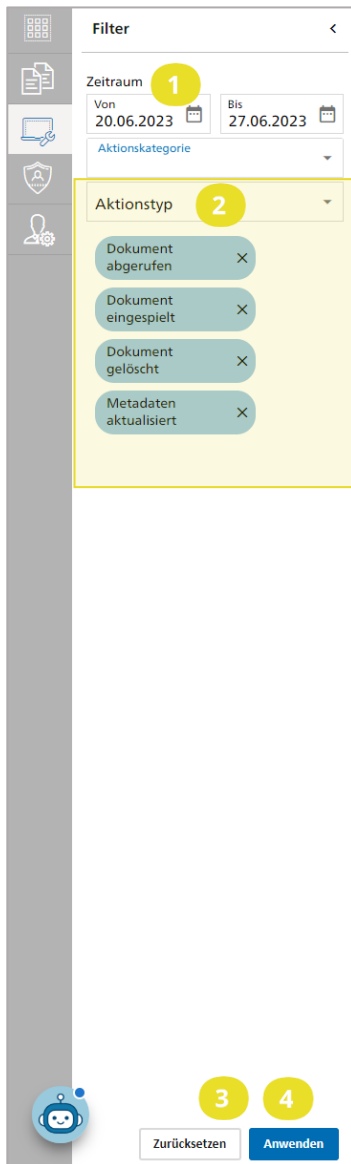 Filter
Zeitraum
1
Von
20.06.2023
Bis
27.06.2023
Aktionskategorie
Aktionstyp
2
Dokument
abgerufen
Dokument
eingespielt
Dokument
gelöscht
Metadaten
aktualisiert
3
4
Zurücksetzen
Anwenden